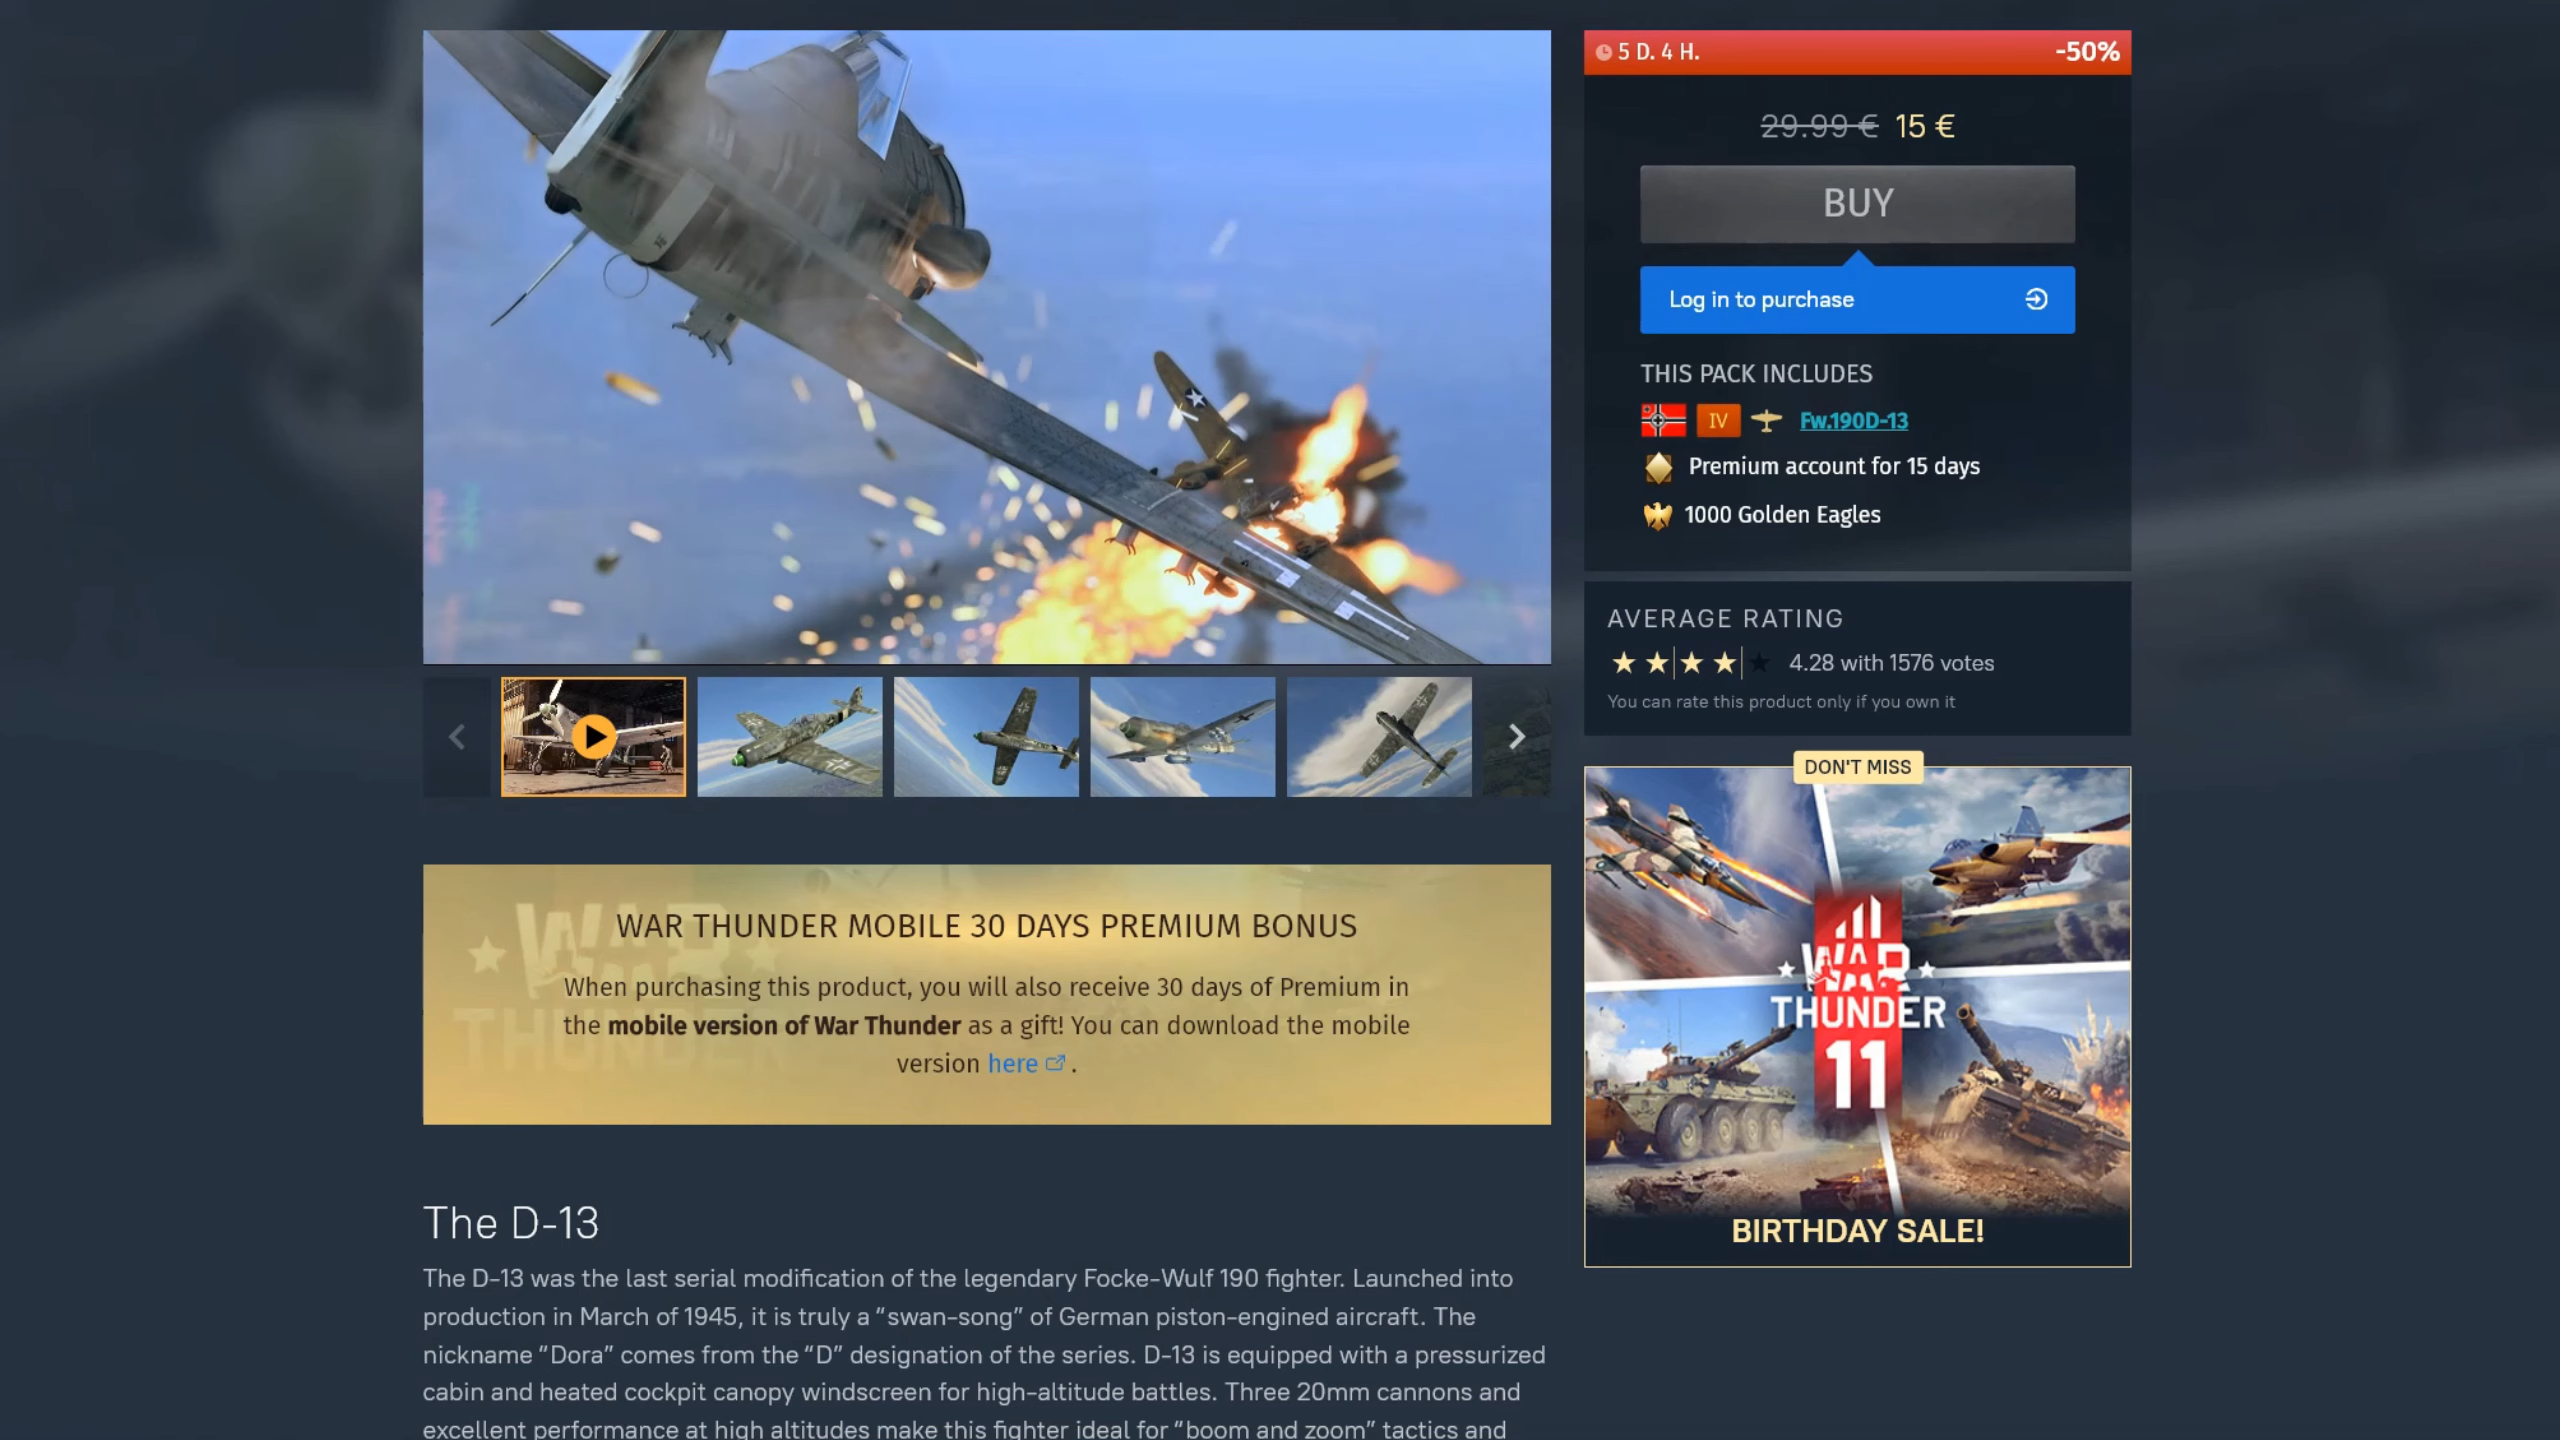 5 D. 4 H.
-50%
29.99 € 15 €
BUY
Log in to purchase
THIS PACK INCLUDES
IV Fw.190D-13
Premium account for 15 days
1000 Golden Eagles
AVERAGE RATING
4.28 with 1576 votes
You can rate this product only if you own it
DON'T MISS
WAR
THUNDER
11
BIRTHDAY SALE!
WAR
THUNDER
WAR THUNDER MOBILE 30 DAYS PREMIUM BONUS
When purchasing this product, you will also receive 30 days of Premium in
the mobile version of War Thunder as a gift! You can download the mobile
version here .
The D-13
The D-13 was the last serial modification of the legendary Focke-Wulf 190 fighter. Launched into
production in March of 1945, it is truly a “swan-song” of German piston-engined aircraft. The
nickname “Dora” comes from the “D” designation of the series. D-13 is equipped with a pressurized
cabin and heated cockpit canopy windscreen for high-altitude battles. Three 20mm cannons and
excellent performance at high altitudes make this fighter ideal for “boom and zoom” tactics and